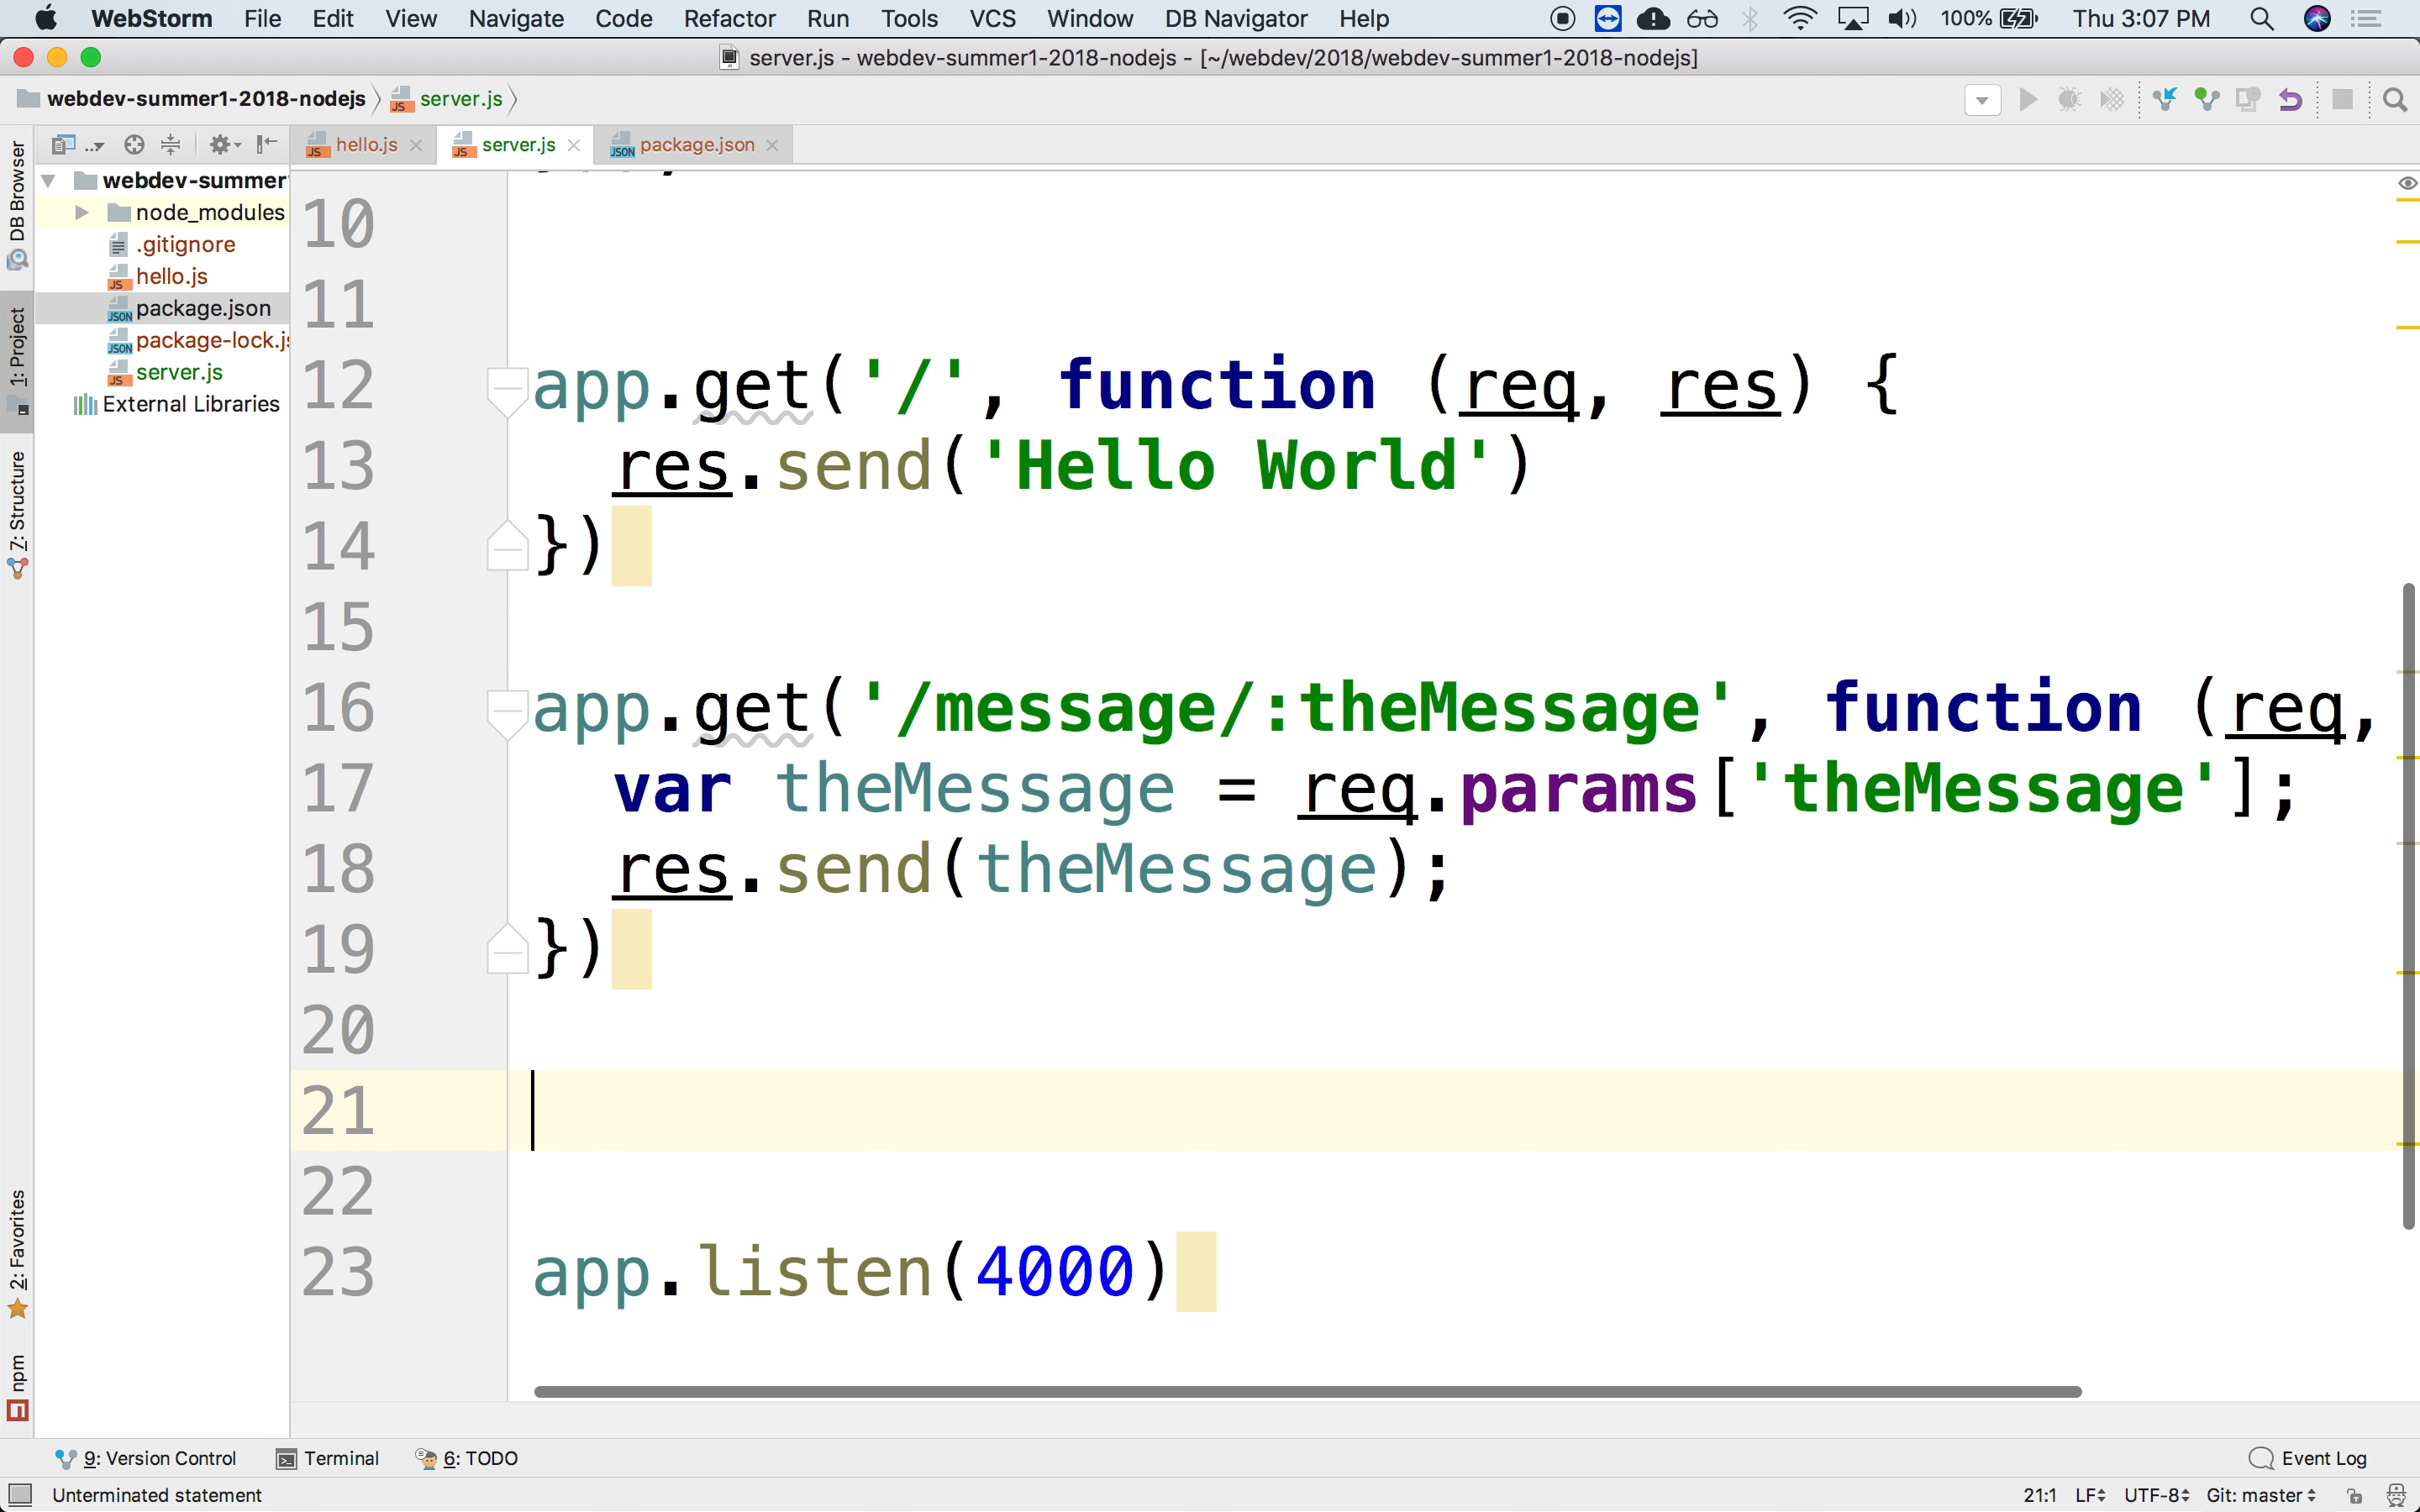 WebStorm File Edit View Navigate Code Refactor Run Tools VCS Window DB Navigator Help 100% Thu 3:07 PM
server.js - webdev-summer1-2018-nodejs - [~/webdev/2018/webdev-summer1-2018-nodejs]
webdev-summer1-2018-nodejs server.js
hello.js server.js package.json
DB Browser
1: Project
7: Structure
2: Favorites
npm
webdev-summer
node_modules
.gitignore
hello.js
package.json
package-lock.js
server.js
External Libraries
10
11
12 app.get('/', function (req, res) {
13 res.send('Hello World')
14 })
15
16 app.get('/message/:theMessage', function (req,
17 var theMessage = req.params['theMessage'];
18 res.send(theMessage);
19 })
20
21
22
23 app.listen(4000)
9: Version Control Terminal 6: TODO Event Log
Unterminated statement 21:1 LF UTF-8 Git: master